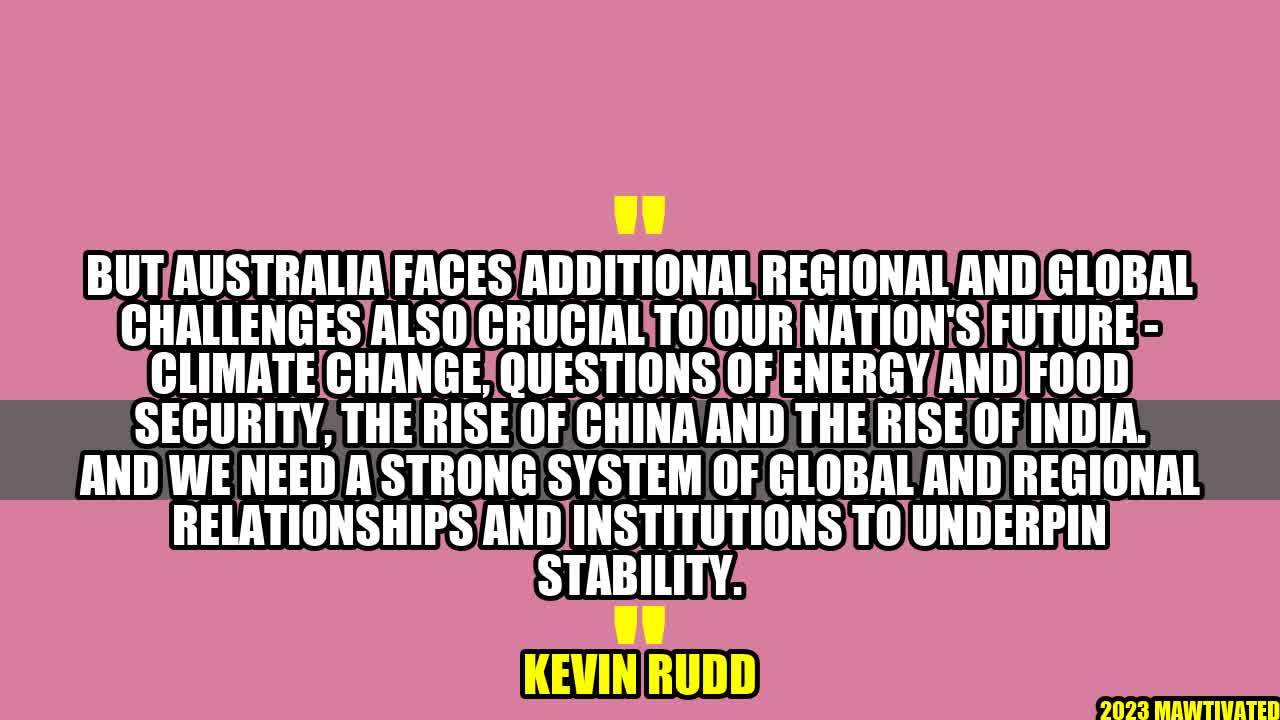 "
BUT AUSTRALIA FACES ADDITIONAL REGIONAL AND GLOBAL
CHALLENGES ALSO CRUCIAL TO OUR NATION'S FUTURE -
CLIMATE CHANGE, QUESTIONS OF ENERGY AND FOOD
SECURITY, THE RISE OF CHINA AND THE RISE OF INDIA.
AND WE NEED A STRONG SYSTEM OF GLOBAL AND REGIONAL
RELATIONSHIPS AND INSTITUTIONS TO UNDERPIN
STABILITY.
"
KEVIN RUDD
2023 MAWTIVATED